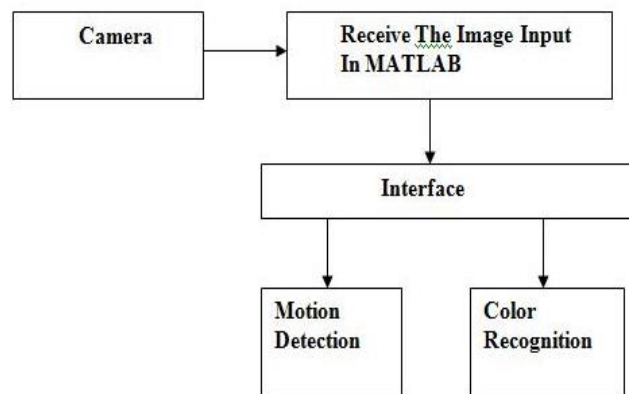 Camera
Receive The Image Input
In MATLAB
Interface
Motion
Detection
Color
Recognition